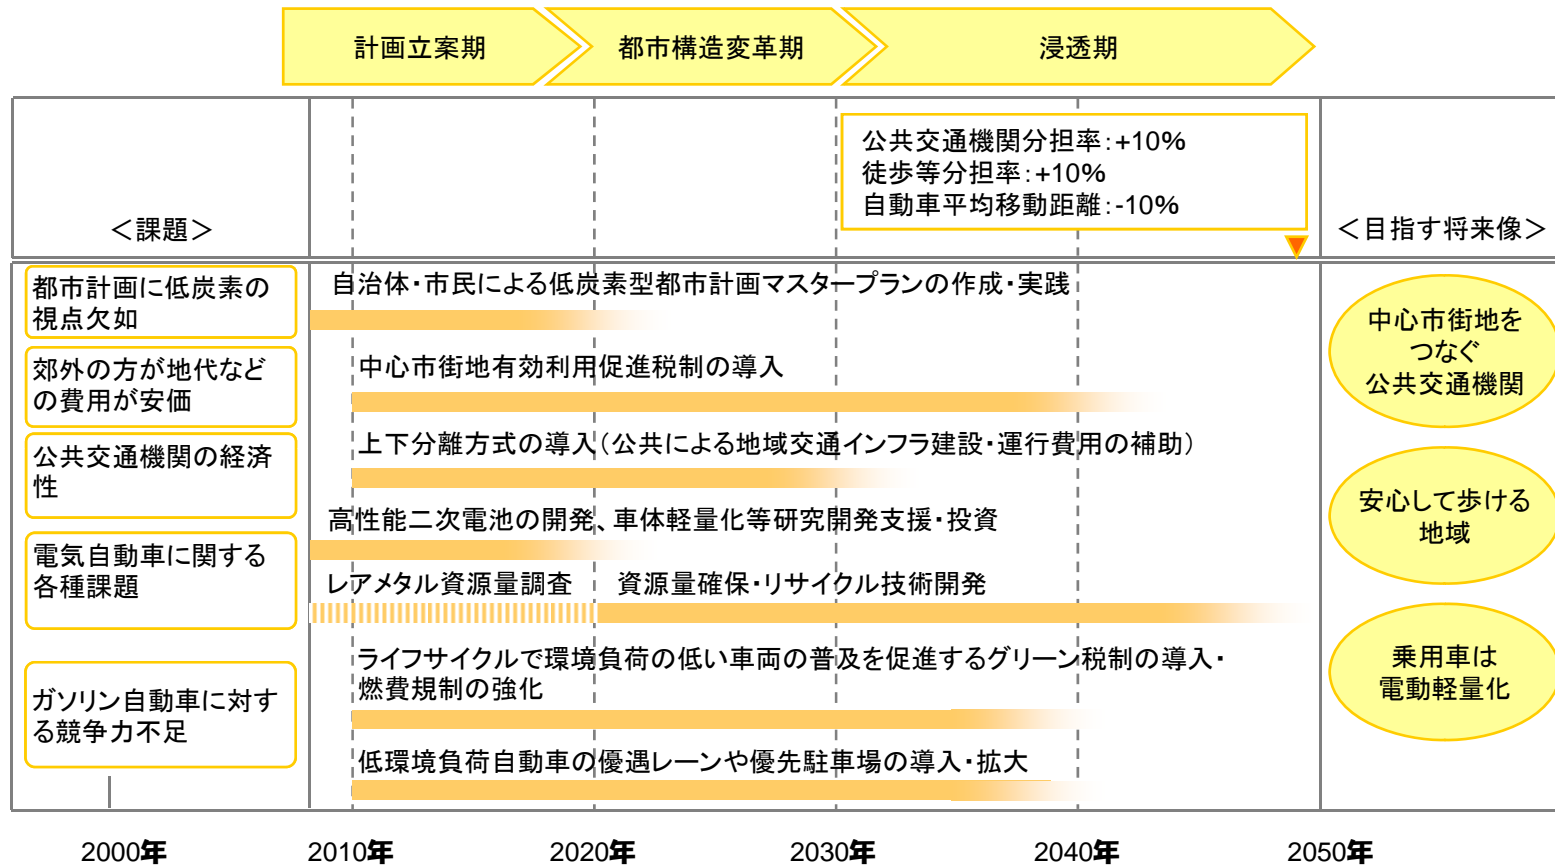 計画立案期
都市構造変革期
浸透期
公共交通機関分担率:+10%
徒歩等分担率:+10%
自動車平均移動距離:-10%
＜課題＞
＜目指す将来像＞
都市計画に低炭素の
視点欠如
自治体・市民による低炭素型都市計画マスタープランの作成・実践
郊外の方が地代など
の費用が安価
中心市街地有効利用促進税制の導入
公共交通機関の経済
性
上下分離方式の導入(公共による地域交通インフラ建設・運行費用の補助)
電気自動車に関する
各種課題
高性能二次電池の開発、車体軽量化等研究開発支援・投資
レアメタル資源量調査
資源量確保・リサイクル技術開発
ガソリン自動車に対す
る競争力不足
ライフサイクルで環境負荷の低い車両の普及を促進するグリーン税制の導入・
燃費規制の強化
低環境負荷自動車の優遇レーンや優先駐車場の導入・拡大
中心市街地を
つなぐ
公共交通機関
安心して歩ける
地域
乗用車は
電動軽量化
2000年
2010年
2020年
2030年
2040年
2050年